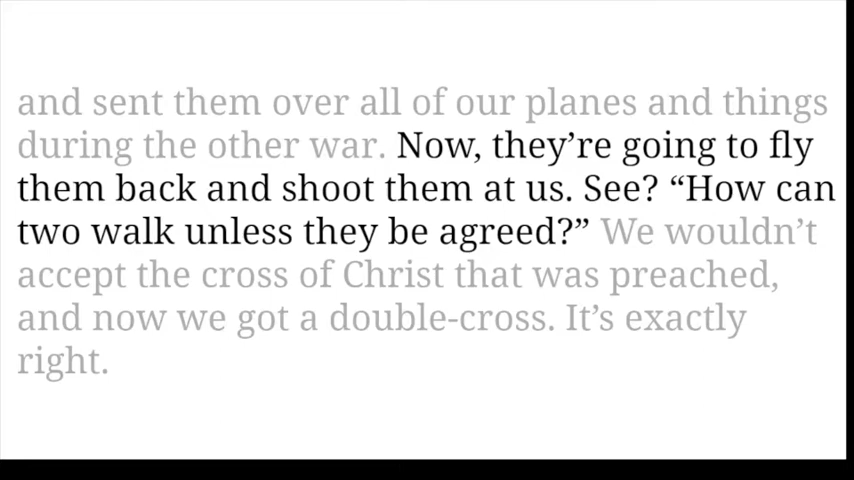 and sent them over all of our planes and things
during the other war. Now, they’re going to fly
them back and shoot them at us. See? “How can
two walk unless they be agreed?” We wouldn’t
accept the cross of Christ that was preached,
and now we got a double-cross. It’s exactly
right.